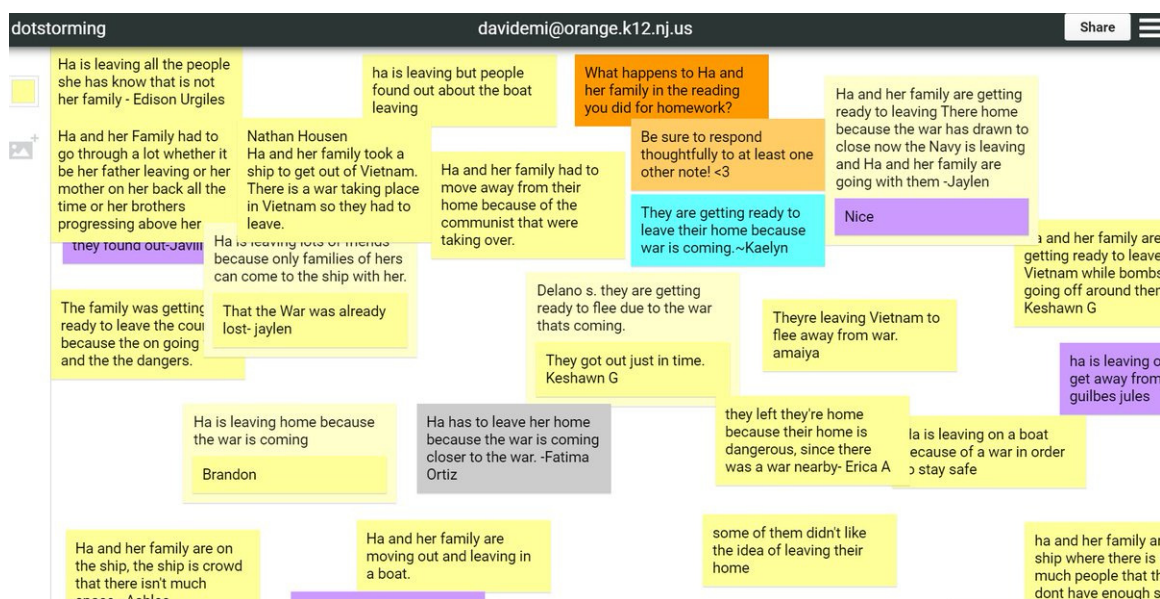 dotstorming
davidemi@orange.k12.nj.us
Share
Ha is leaving all the people
she has know that is not
her family - Edison Urgiles
ha is leaving but people
found out about the boat
leaving
What happens to Ha and
her family in the reading
you did for homework?
Be sure to respond
thoughtfully to at least one
other note! <3
Ha and her family are getting
ready to leaving There home
because the war has drawn to
close now the Navy is leaving
and Ha and her family are
going with them -Jaylen
Nice
Ha and her Family had to
go through a lot whether it
be her father leaving or her
mother on her back all the
time or her brothers
progressing above her
Nathan Housen
Ha and her family took a
ship to get out of Vietnam.
There is a war taking place
in Vietnam so they had to
leave.
Ha and her family had to
move away from their
home because of the
communist that were
taking over.
They are getting ready to
leave their home because
war is coming.~Kaelyn
they found out-Javill
Ha is leaving lots of friends
because only families of hers
can come to the ship with her.
That the War was already
lost- jaylen
a and her family are
getting ready to leave
Vietnam while bombs
going off around
Keshawn G
The family was getting
ready to leave the
because the on going
and the the dangers.
Delano s. they are getting
ready to flee due to the war
thats coming.
They got out just in time.
Keshawn G
Theyre leaving Vietnam to
flee away from war.
amaiya
ha is leaving
get away from
guilbes jules
Ha is leaving home because
the war is coming
Brandon
Ha has to leave her home
because the war is coming
closer to the war. -Fatima
Ortiz
they left they're home
because their home is
dangerous, since there
was a war nearby- Erica A
is leaving on a boat
ecause of a war in order
stay safe
Ha and her family are on
the ship, the ship is crowd
that there isn't much
Ha and her family are
moving out and leaving in
a boat.
some of them didn't like
the idea of leaving their
home
ha and her family
ship where there is
much people that
dont have enough